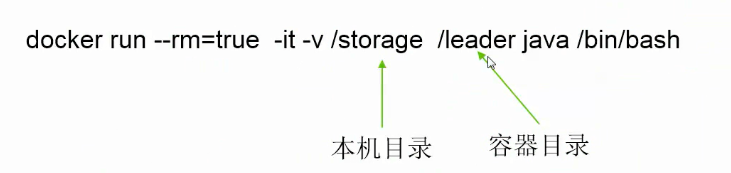 docker run --rm=true -it -v /storage /leader java /bin/bash
本机目录 容器目录